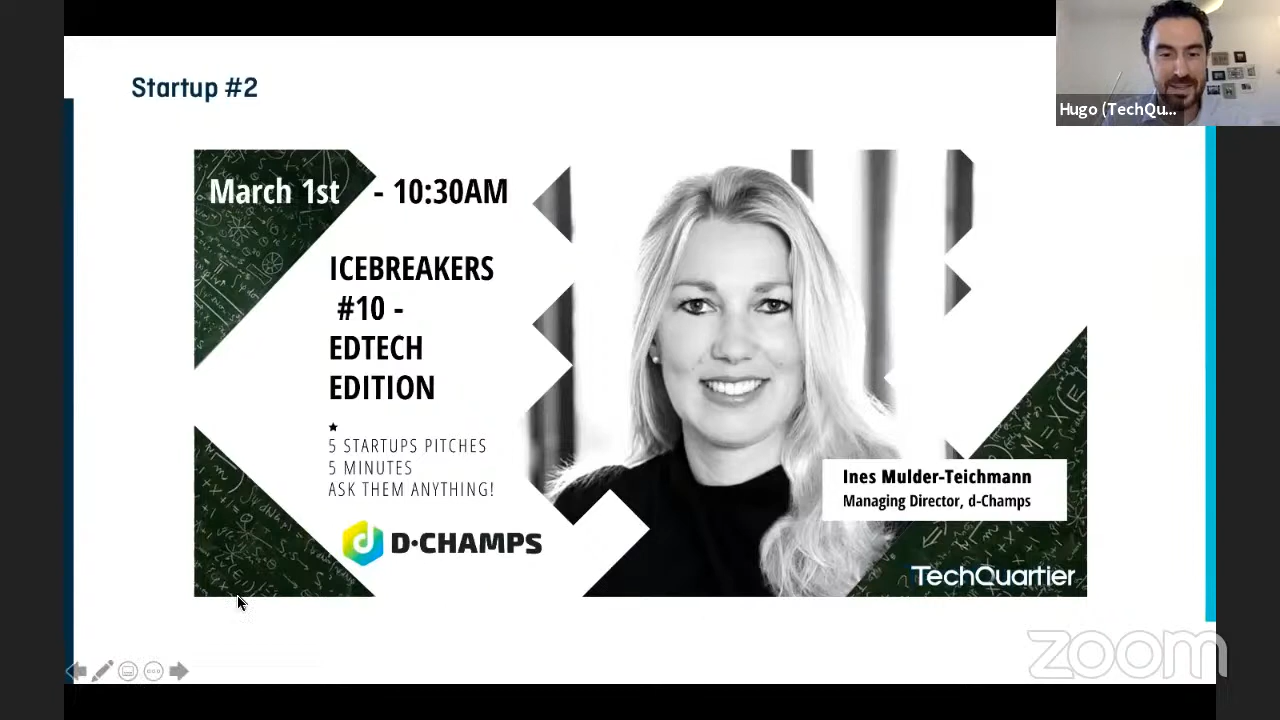 Startup #2
Hugo (TechQu...
March 1st - 10:30AM
ICEBREAKERS
#10 -
EDTECH
EDITION
5 STARTUPS PITCHES
5 MINUTES
ASK THEM ANYTHING!
D·CHAMPS
Ines Mulder-Teichmann
Managing Director, d-Champs
TechQuartier
zoom